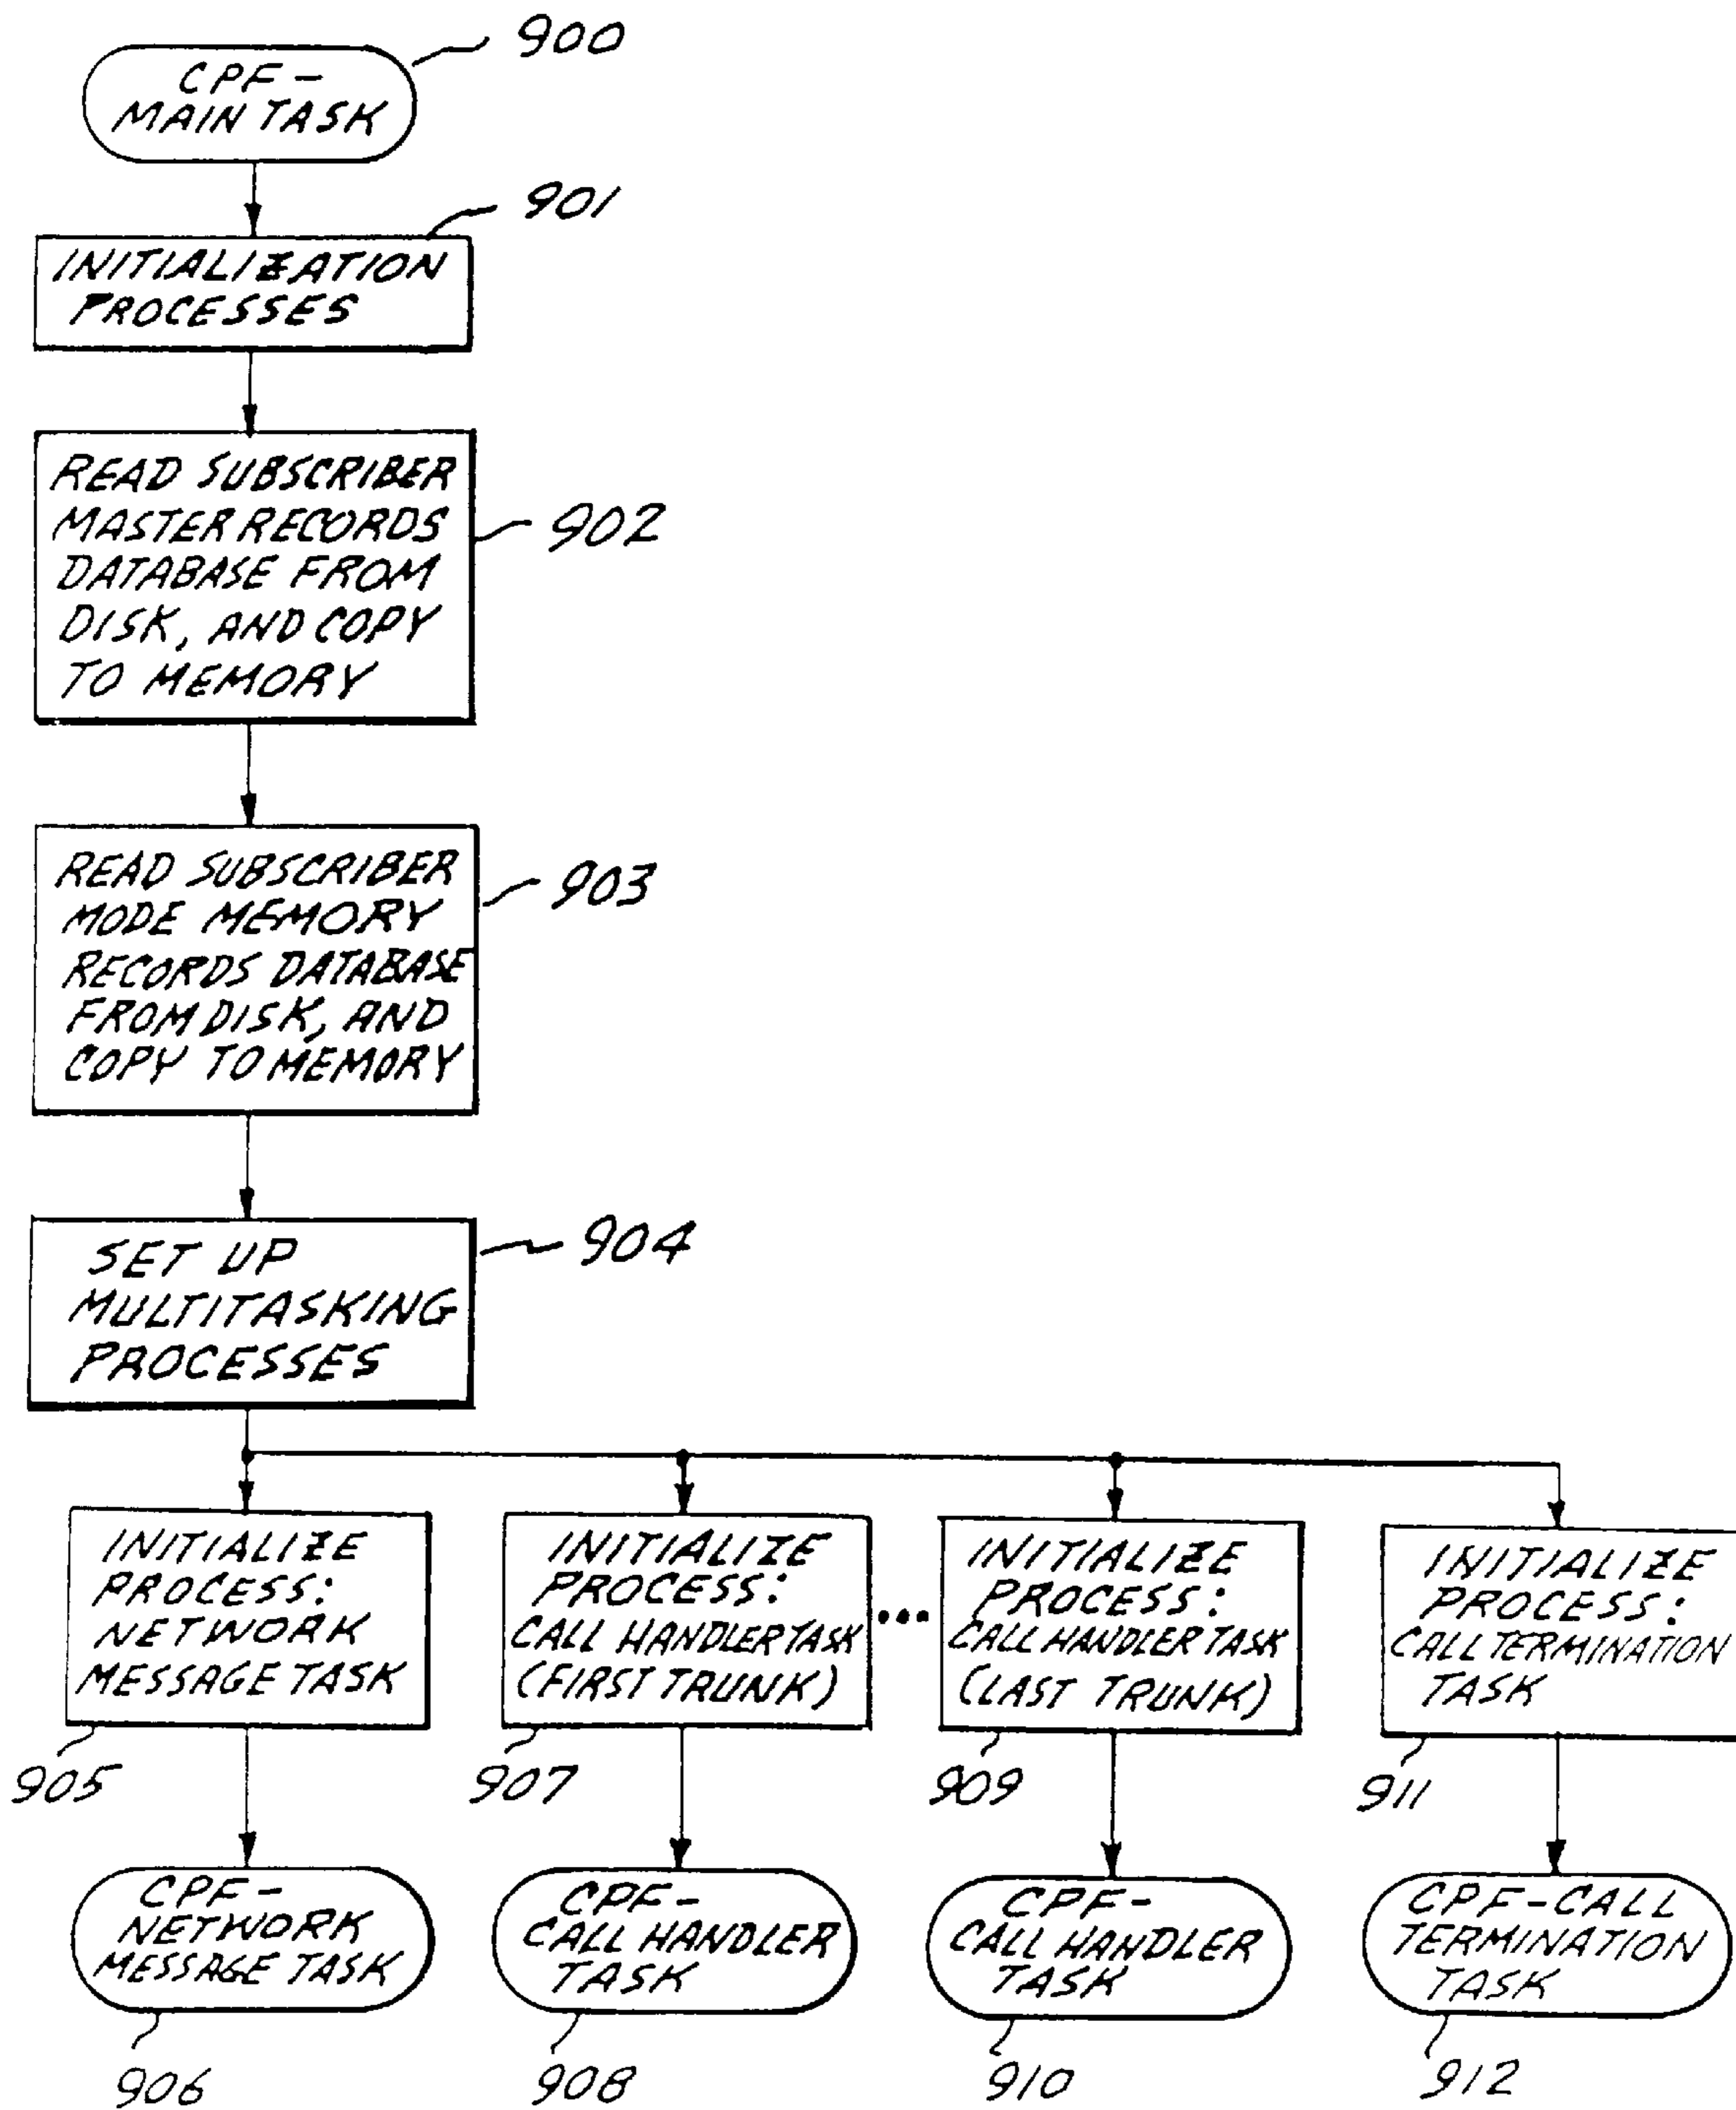 900
CPF-
MAIN TASK
901
INITIALIZATION
PROCESSES
READ SUBSCRIBER
MASTER RECORDS
DATABASE FROM
DISK, AND COPY
TO MEMORY
902
READ SUBSCRIBER
MODE MEMORY
RECORDS DATABASE
FROM DISK, AND
COPY TO MEMORY
903
SET UP
MULTITASKING
PROCESSES
904
INITIALIZE
PROCESS:
NETWORK
MESSAGE TASK
905
INITIALIZE
PROCESS:
CALL HANDLER TASK
(FIRST TRUNK)
907
...
INITIALIZE
PROCESS:
CALL HANDLER TASK
(LAST TRUNK)
909
INITIALIZE
PROCESS:
CALL TERMINATION
TASK
911
CPF-
NETWORK
MESSAGE TASK
906
CPF-
CALL HANDLER
TASK
908
CPF-
CALL HANDLER
TASK
910
CPF-CALL
TERMINATION
TASK
912